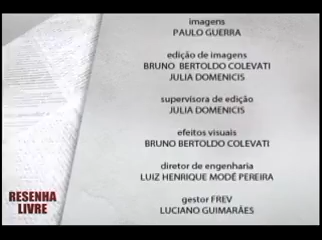 imagens
PAULO GUERRA
edição de imagens
BRUNO BERTOLDO COLEVATI
JULIA DOMENICIS
supervisora de edição
JULIA DOMENICIS
efeitos visuais
BRUNO BERTOLDO COLEVATI
diretor de engenharia
LUIZ HENRIQUE MODÉ PEREIRA
gestor FREV
LUCIANO GUIMARÃES
RESENHA
LIVRE